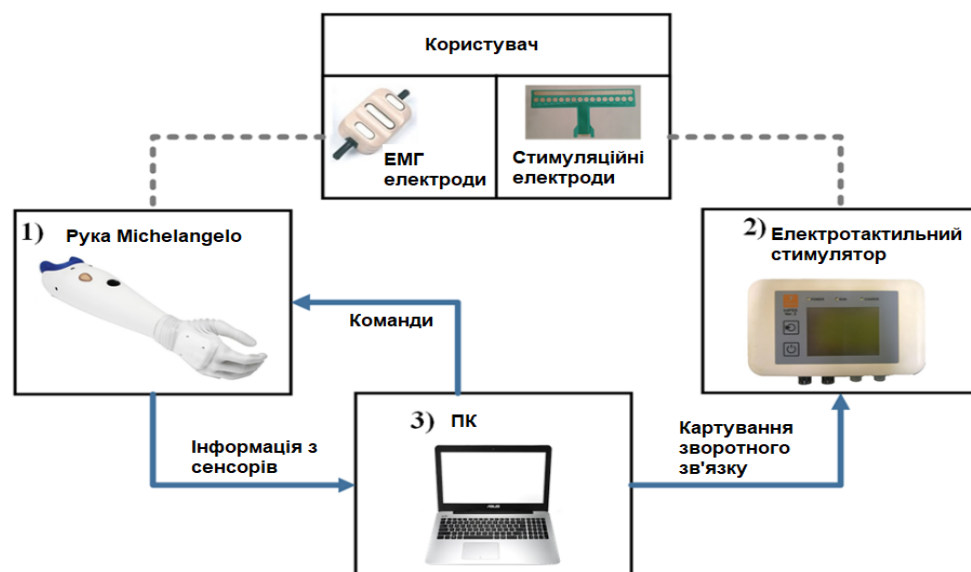 Користувач
ЕМГ
електроди
Стимуляційні
електроди
1)
Рука Michelangelo
2)
Електротактильний
стимулятор
Команди
3)
ПК
Інформація з
сенсорів
Картування
зворотного
зв'язку